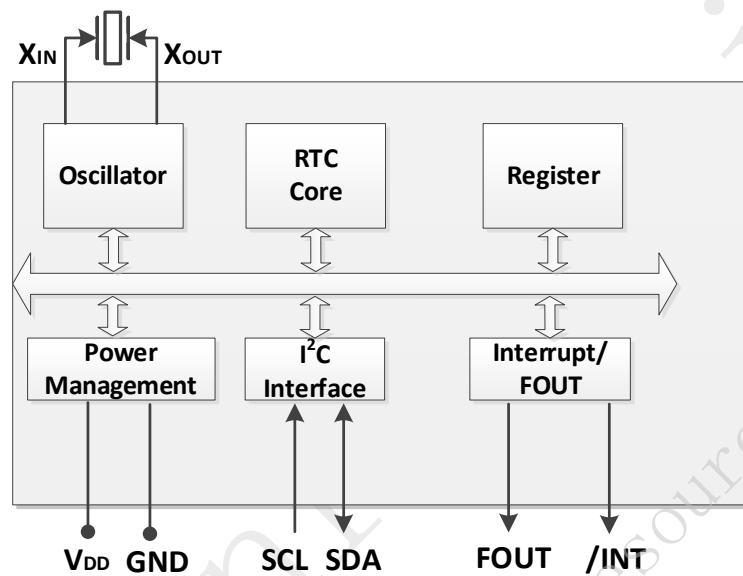 XIN XOUT
Oscillator
RTC
Core
Register
Power
Management
I²C
Interface
Interrupt/
FOUT
VDD GND SCL SDA FOUT /INT